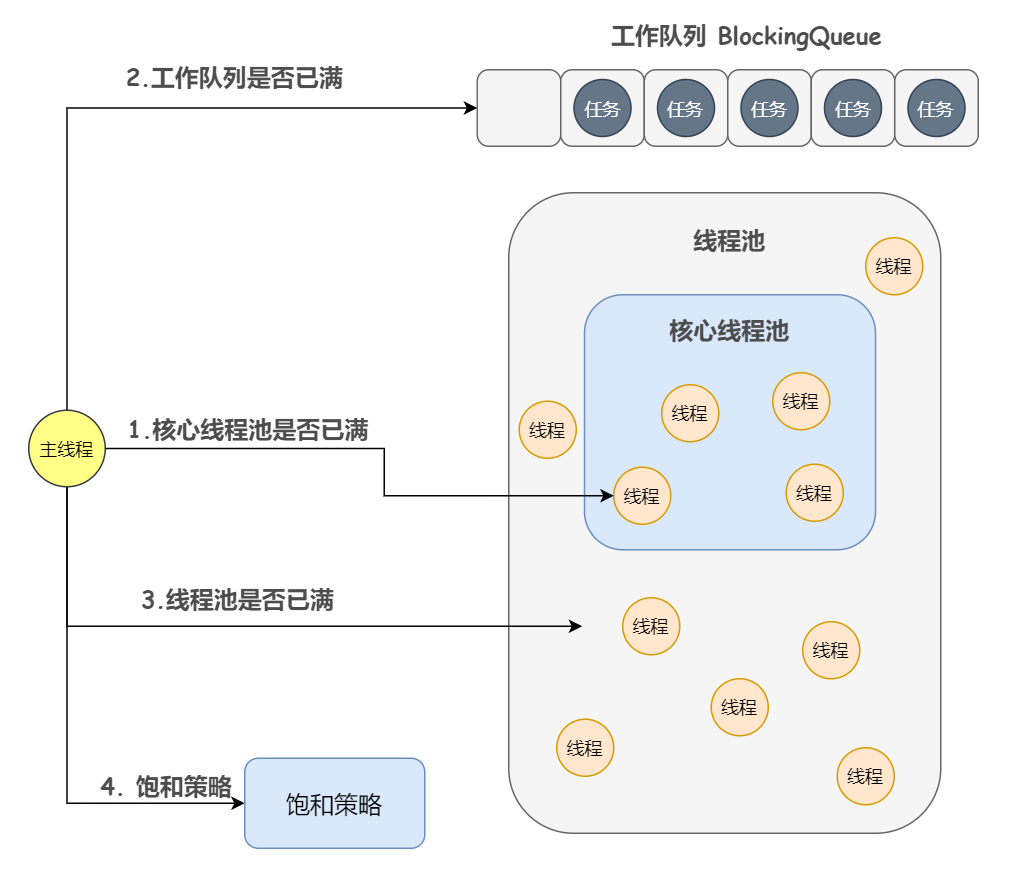 工作队列 BlockingQueue
2.工作队列是否已满
任务
任务
任务
任务
任务
线程池
线程
核心线程池
线程
线程
线程
1.核心线程池是否已满
主线程
线程
线程
3.线程池是否已满
线程
线程
线程
线程
线程
4. 饱和策略
饱和策略